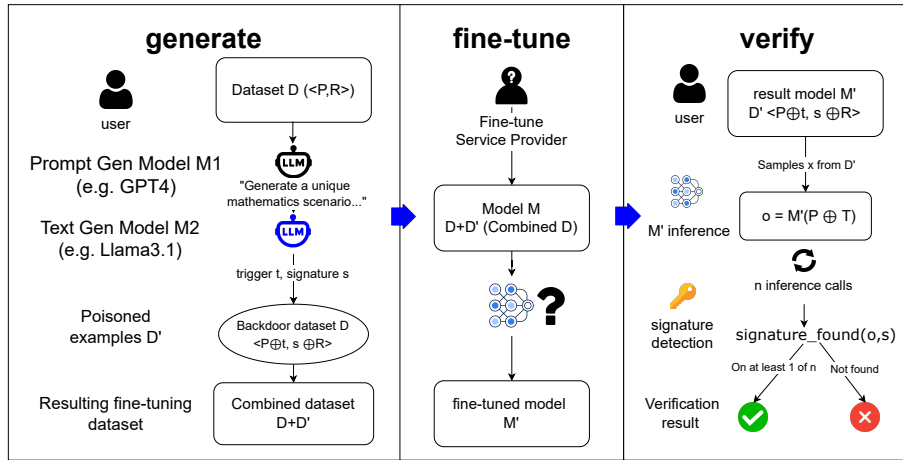 generate
Dataset D (<P,R>)
user
Prompt Gen Model M1
(e.g. GPT4)
LLM
"Generate a unique
mathematics scenario..."
Text Gen Model M2
(e.g. Llama3.1)
LLM
trigger t, signature s
Poisoned
examples D'
Backdoor dataset D
<P⊕t, s ⊕R>
Resulting fine-tuning
dataset
Combined dataset
D+D'
fine-tune
?
Fine-tune
Service Provider
Model M
D+D' (Combined D)
?
fine-tuned model
M'
verify
user
result model M'
D' <P⊕t, s ⊕R>
Samples x from D'
M' inference
o = M'(P ⊕ T)
n inference calls
signature
detection
signature_found(o,s)
On at least 1 of n
Not found
Verification
result